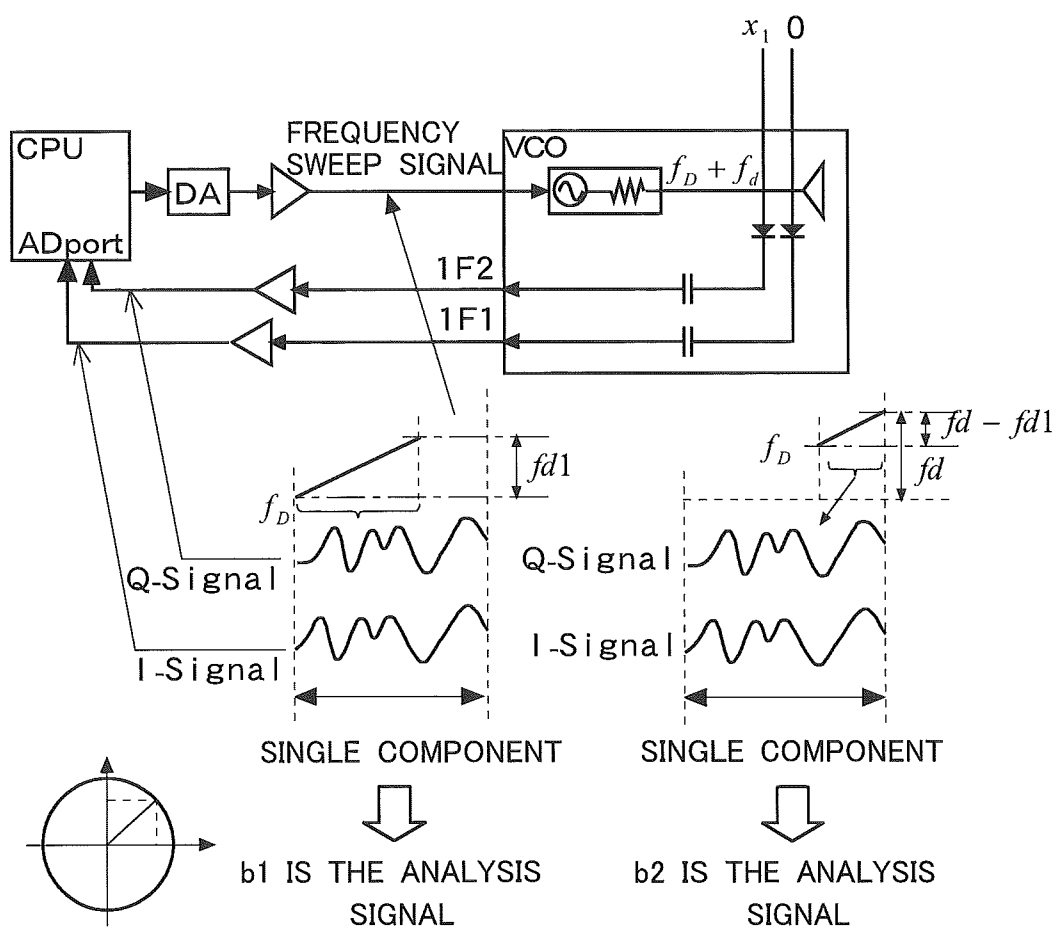 x1 0
CPU
FREQUENCY
SWEEP SIGNAL
VCO
DA
fD + fd
ADport
1F2
1F1
fd1
fD
fD
fd − fd1
fd
Q-Signal
I-Signal
Q-Signal
I-Signal
SINGLE COMPONENT
SINGLE COMPONENT
b1 IS THE ANALYSIS
SIGNAL
b2 IS THE ANALYSIS
SIGNAL